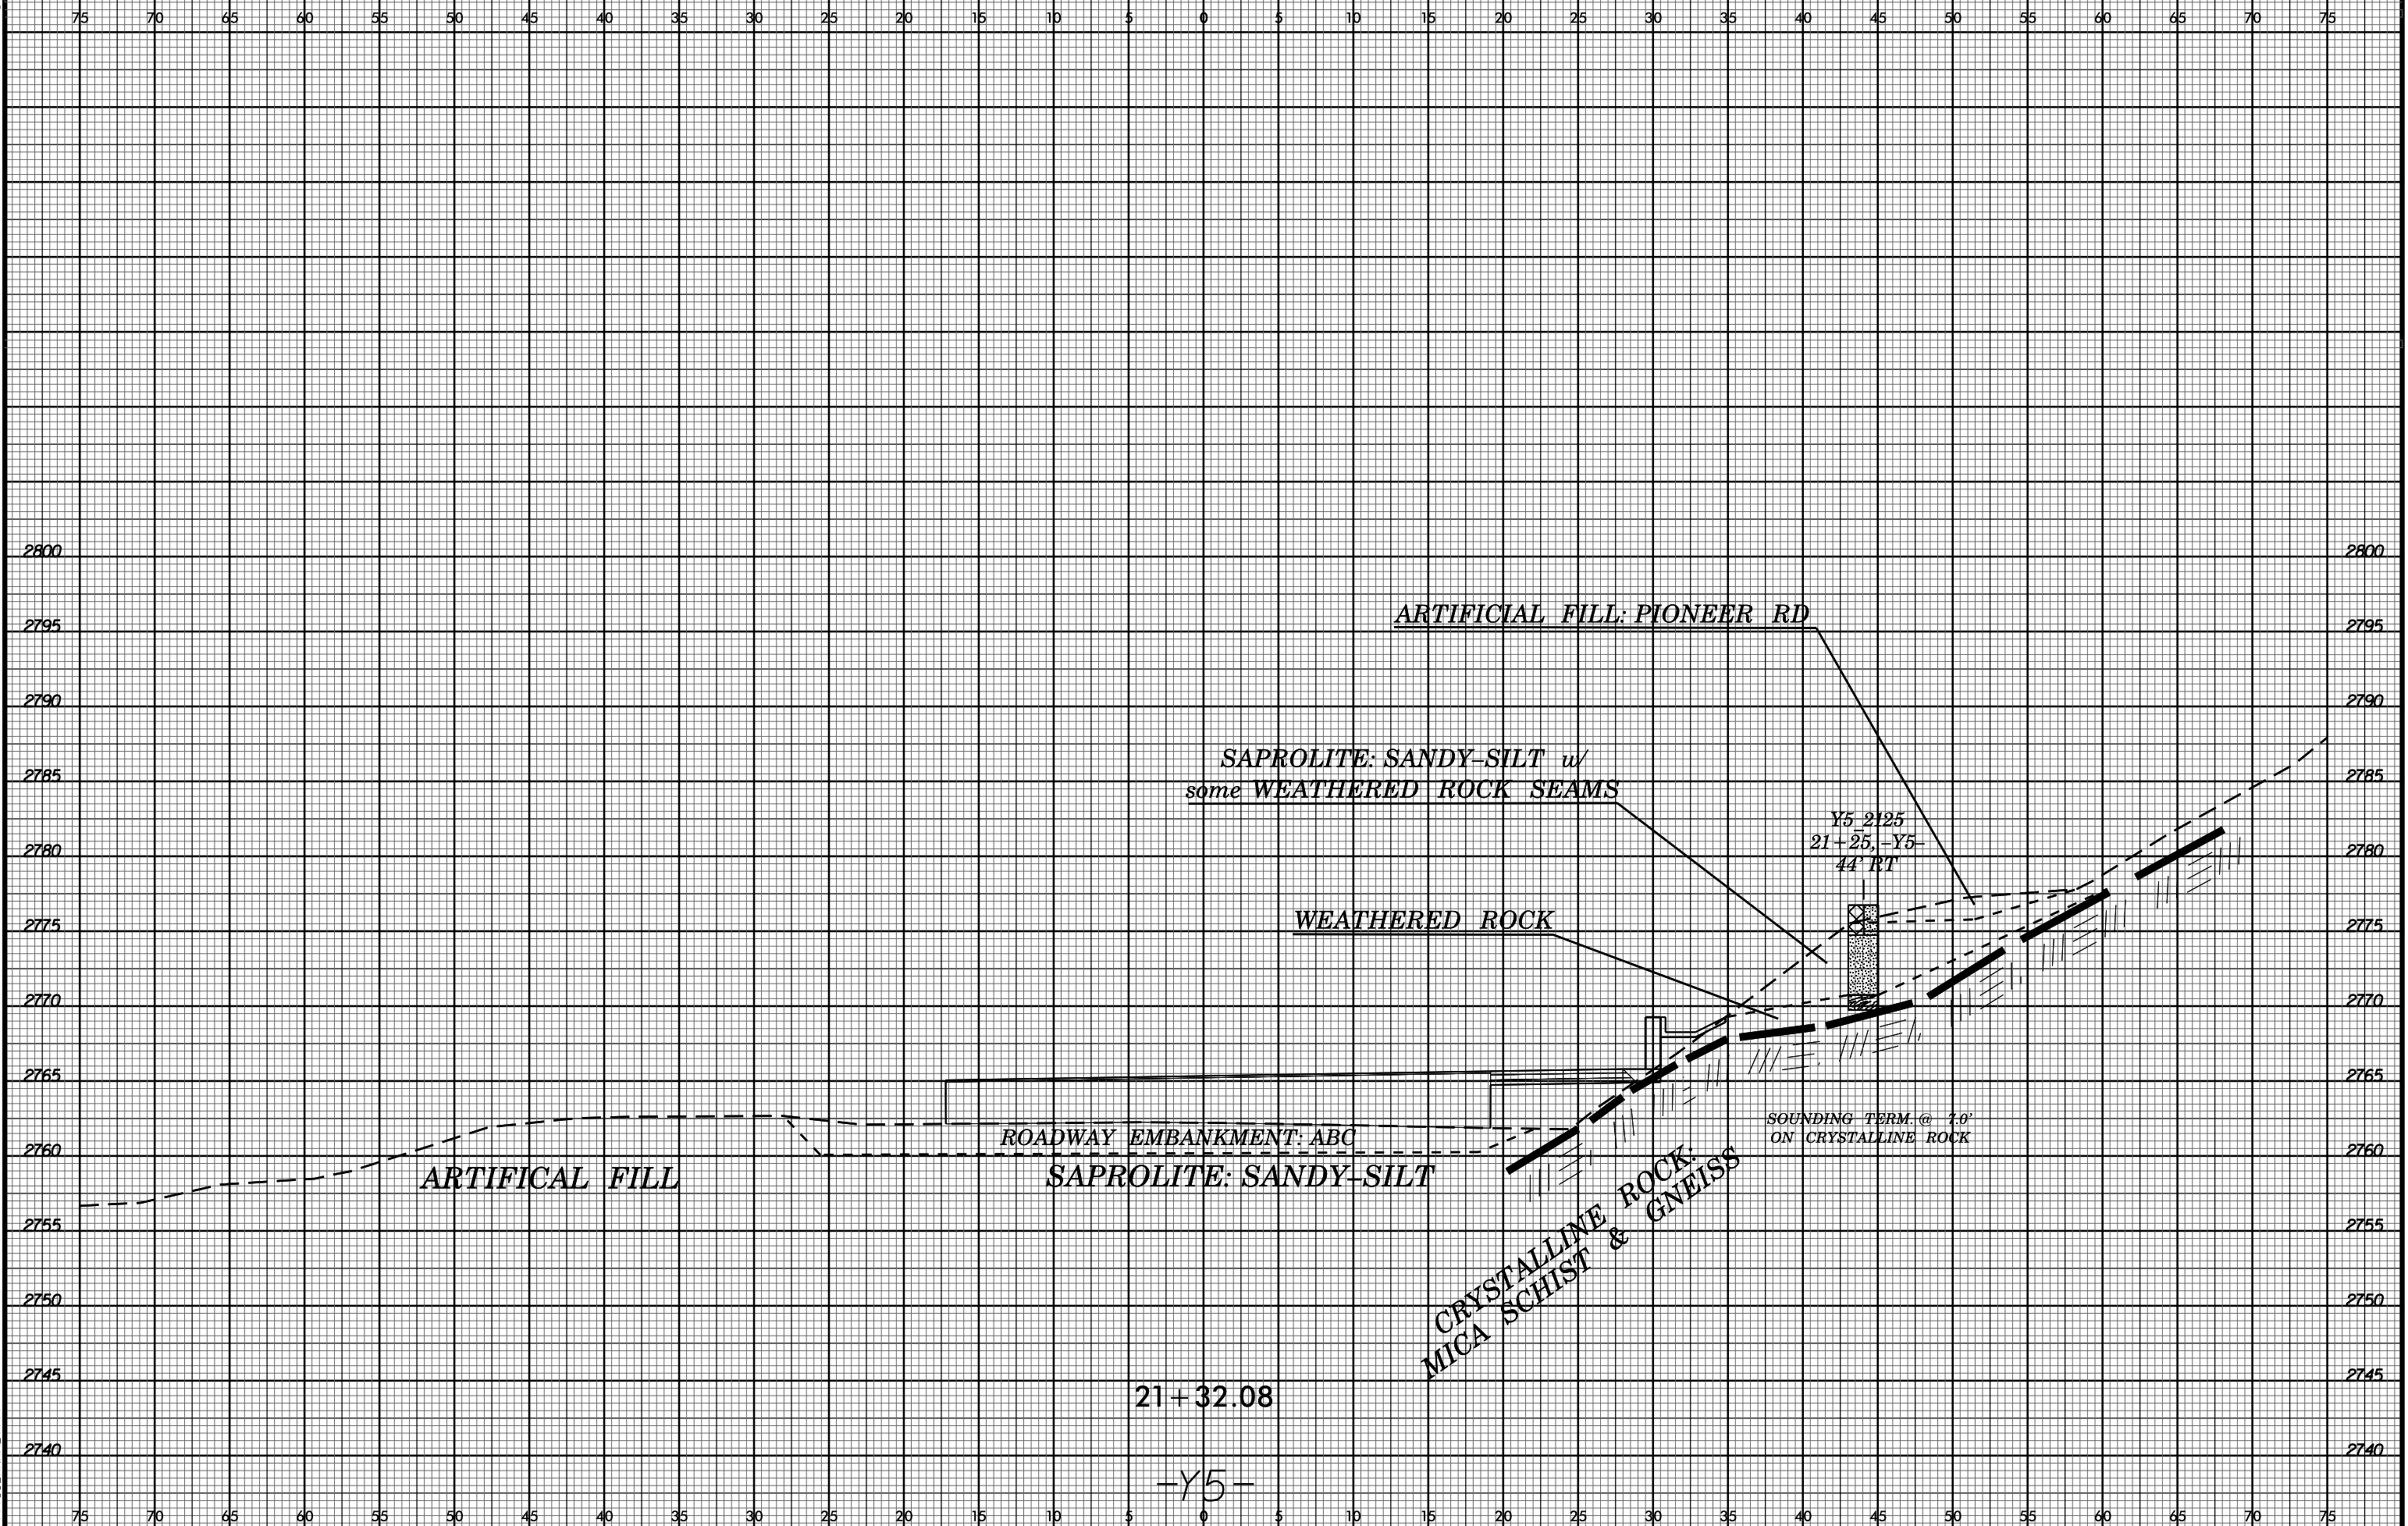 75 70 65 60 55 50 45 40 35 30 25 20 15 10 5 0 5 10 15 20 25 30 35 40 45 50 55 60 65 70 75
2800 2800
ARTIFICIAL FILL: PIONEER RD
2795 2795
2790 2790
SAPROLITE: SANDY-SILT w/
some WEATHERED ROCK SEAMS
2785 2785
Y5_2125
21+25, -Y5-
44' RT
2780 2780
WEATHERED ROCK
2775 2775
2770 2770
2765 2765
SOUNDING TERM. @ 7.0'
ON CRYSTALLINE ROCK
ROADWAY EMBANKMENT: ABC
2760 2760
ARTIFICAL FILL
SAPROLITE: SANDY-SILT
CRYSTALLINE ROCK:
MICA SCHIST & GNEISS
2755 2755
2750 2750
2745 2745
21+32.08
2740 2740
-Y5-
75 70 65 60 55 50 45 40 35 30 25 20 15 10 5 0 5 10 15 20 25 30 35 40 45 50 55 60 65 70 75